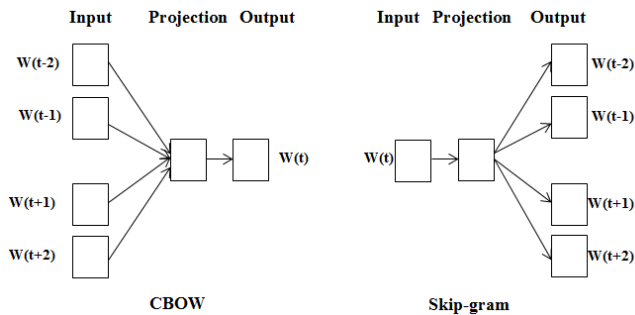 Input Projection Output
W(t-2)
W(t-1)
W(t)
W(t+1)
W(t+2)
CBOW
Input Projection Output
W(t-2)
W(t-1)
W(t)
W(t+1)
W(t+2)
Skip-gram